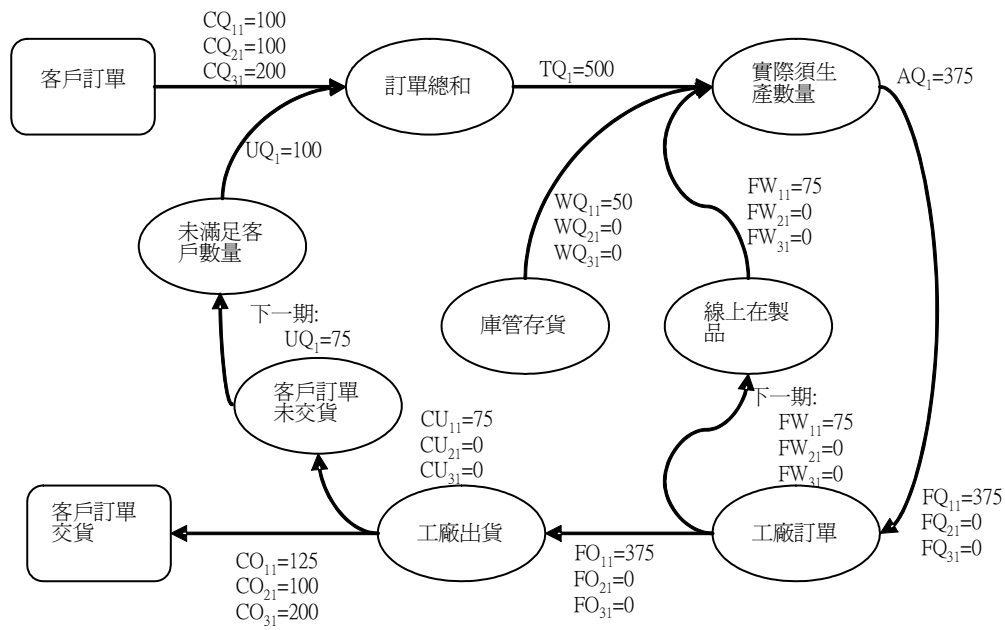 CQ₁₁=100
CQ₂₁=100
CQ₃₁=200
客戶訂單
訂單總和
TQ₁=500
實際須生
產數量
AQ₁=375
UQ₁=100
未滿足客
戶數量
WQ₁₁=50
WQ₂₁=0
WQ₃₁=0
FW₁₁=75
FW₂₁=0
FW₃₁=0
庫管存貨
線上在製
品
下一期:
UQ₁=75
客戶訂單
未交貨
CU₁₁=75
CU₂₁=0
CU₃₁=0
下一期:
FW₁₁=75
FW₂₁=0
FW₃₁=0
客戶訂單
交貨
工廠出貨
工廠訂單
FQ₁₁=375
FQ₂₁=0
FQ₃₁=0
CO₁₁=125
CO₂₁=100
CO₃₁=200
FO₁₁=375
FO₂₁=0
FO₃₁=0